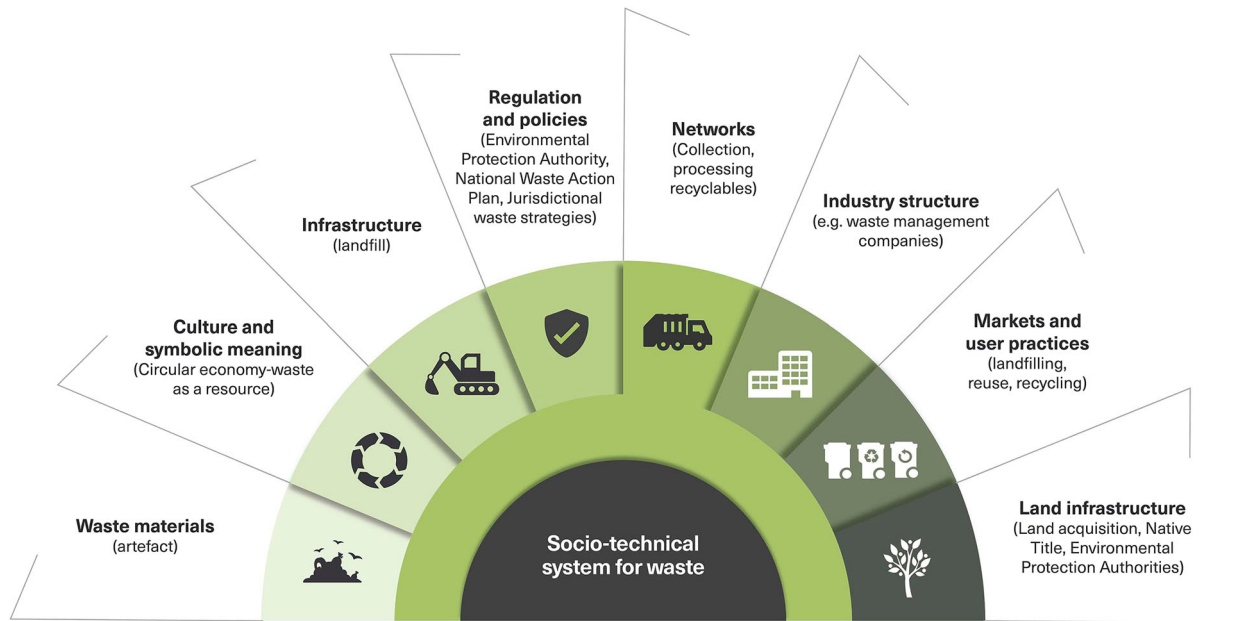 Regulation
and policies
(Environmental
Protection Authority,
National Waste Action
Plan, Jurisdictional
waste strategies)
Networks
(Collection,
processing
recyclables)
Infrastructure
(landfill)
Industry structure
(e.g. waste management
companies)
Culture and
symbolic meaning
(Circular economy-waste
as a resource)
Markets and
user practices
(landfilling,
reuse, recycling)
Waste materials
(artefact)
Land infrastructure
(Land acquisition, Native
Title, Environmental
Protection Authorities)
Socio-technical
system for waste